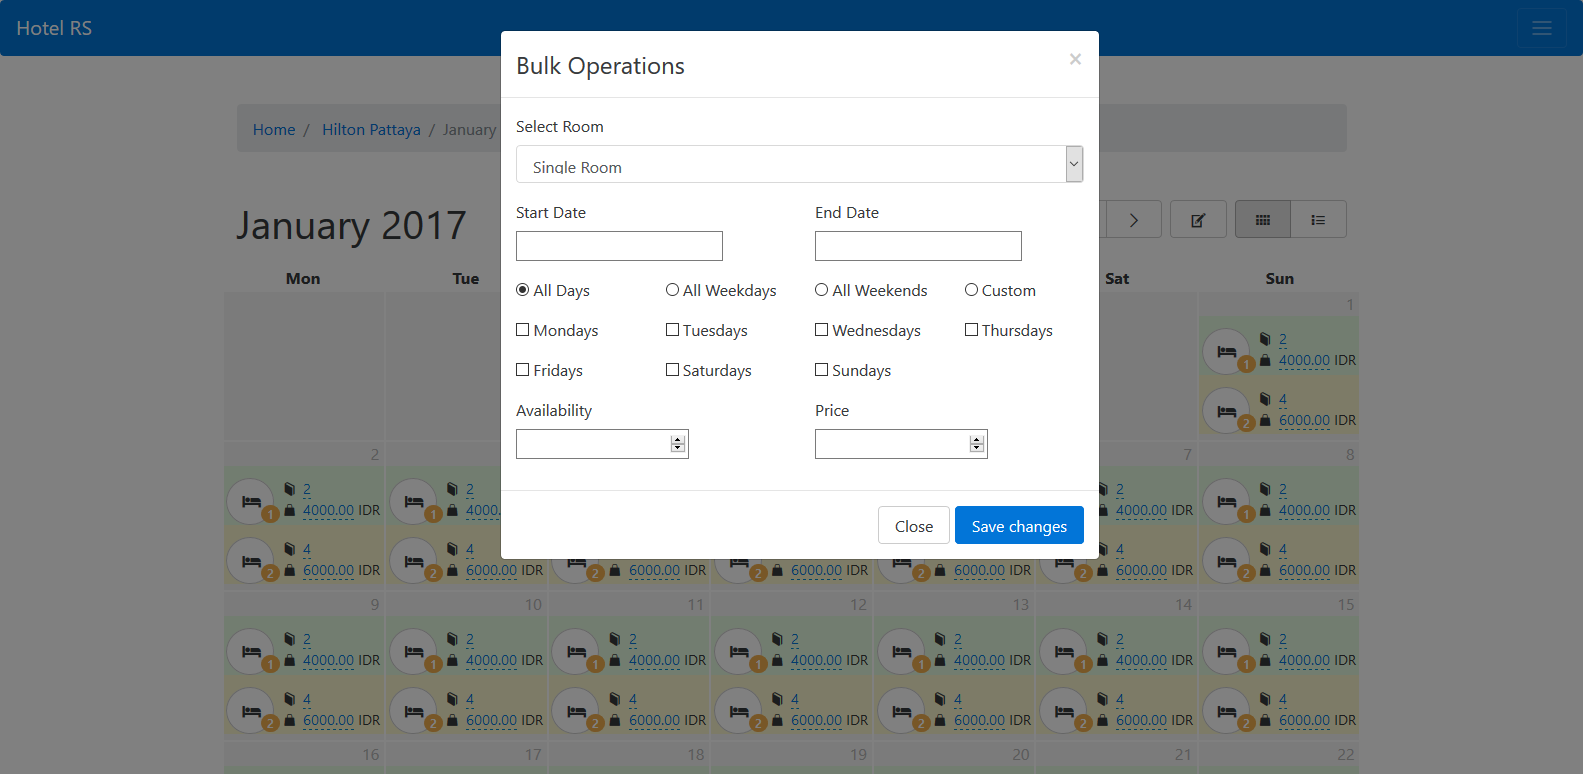 Hotel RS
Bulk Operations ×
Select Room
Single Room
Start Date End Date
All Days All Weekdays All Weekends Custom
Mondays Tuesdays Wednesdays Thursdays
Fridays Saturdays Sundays
Availability Price
Close Save changes
Home / Hilton Pattaya / January
January 2017
Mon Tue Sat Sun
1
2
4000.00 IDR
1
4
6000.00 IDR
2
2 7 8
2 2 2 2
4000.00 IDR 4000. 4000.00 IDR 4000.00 IDR
1 1 1 1
4 4 4 4
6000.00 IDR 6000.00 IDR 6000.00 IDR 6000.00 IDR 6000.00 IDR 6000.00 IDR 6000.00 IDR
2 2 2 2 2 2 2
9 10 11 12 13 14 15
2 2 2 2 2 2 2
4000.00 IDR 4000.00 IDR 4000.00 IDR 4000.00 IDR 4000.00 IDR 4000.00 IDR 4000.00 IDR
1 1 1 1 1 1 1
4 4 4 4 4 4 4
6000.00 IDR 6000.00 IDR 6000.00 IDR 6000.00 IDR 6000.00 IDR 6000.00 IDR 6000.00 IDR
2 2 2 2 2 2 2
16 17 18 19 20 21 22